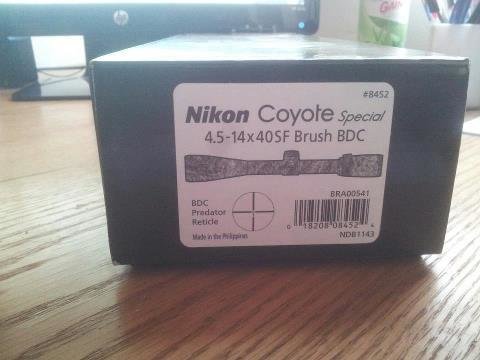 #8452
Nikon Coyote Special
4.5-14x40SF Brush BDC
BRA00541
BDC
Predator
Reticle
Made in the Philippines
0 18208 08452 4
NDB1143